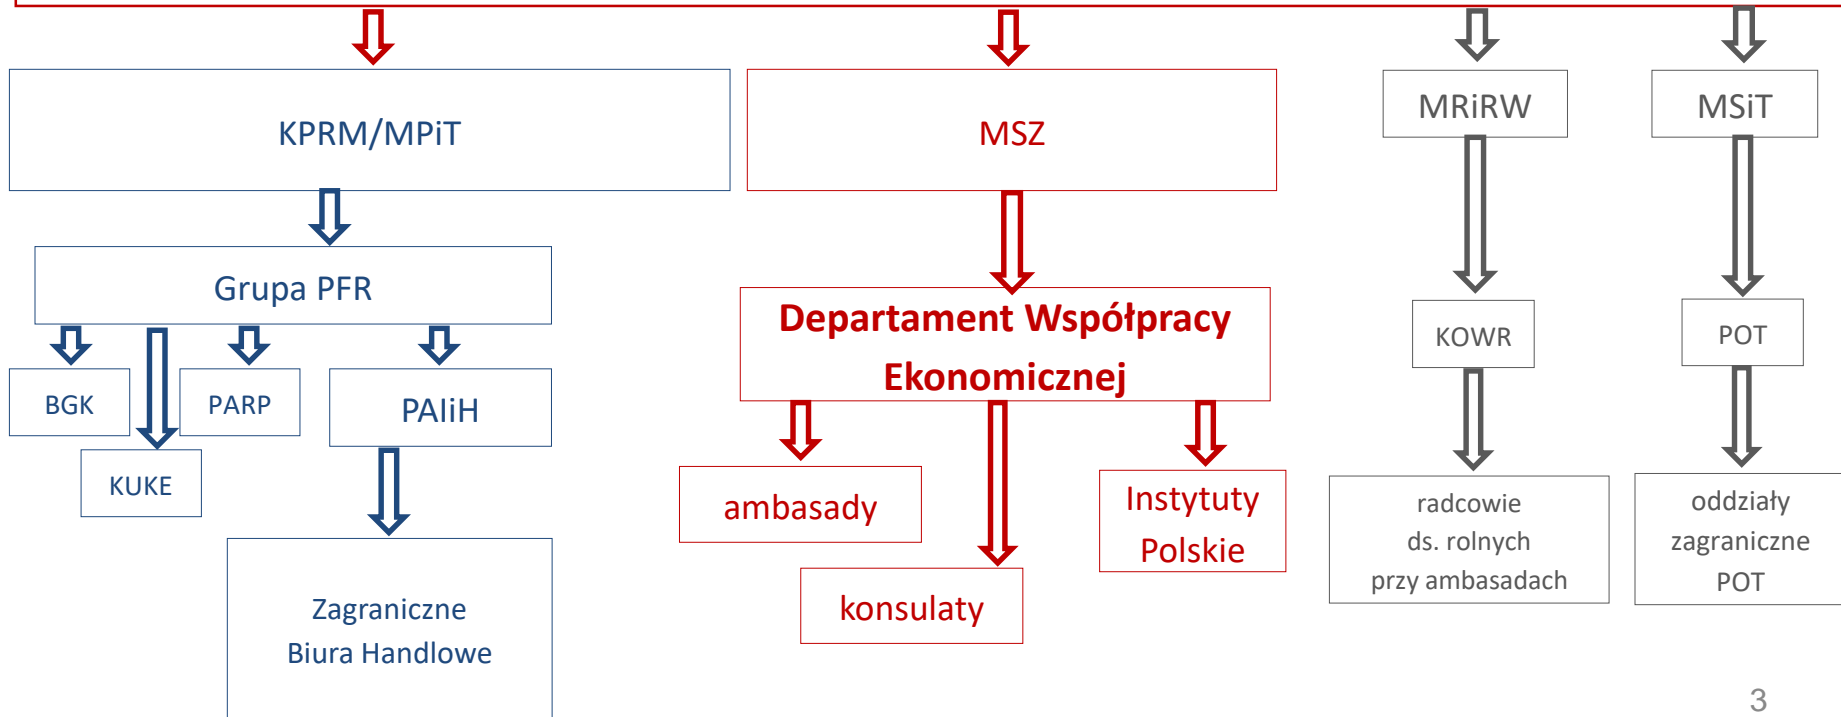 KPRM/MPiT
MSZ
MRiRW
MSiT
Grupa PFR
Departament Współpracy
Ekonomicznej
KOWR
POT
BGK
PARP
PAIiH
KUKE
ambasady
Instytuty
Polskie
konsulaty
radcowie
ds. rolnych
przy ambasadach
oddziały
zagraniczne
POT
Zagraniczne
Biura Handlowe
3